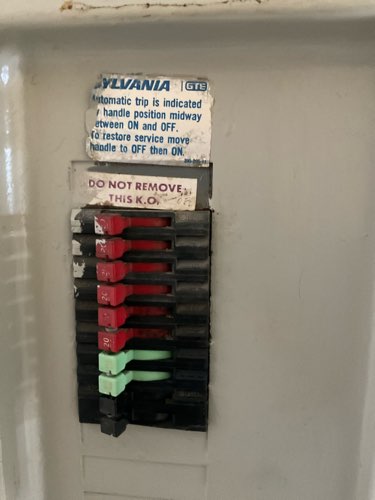 SYLVANIA GTE
Automatic trip is indicated
by handle position midway
between ON and OFF.
To restore service move
handle to OFF then ON.
DO NOT REMOVE
THIS K.O.
20